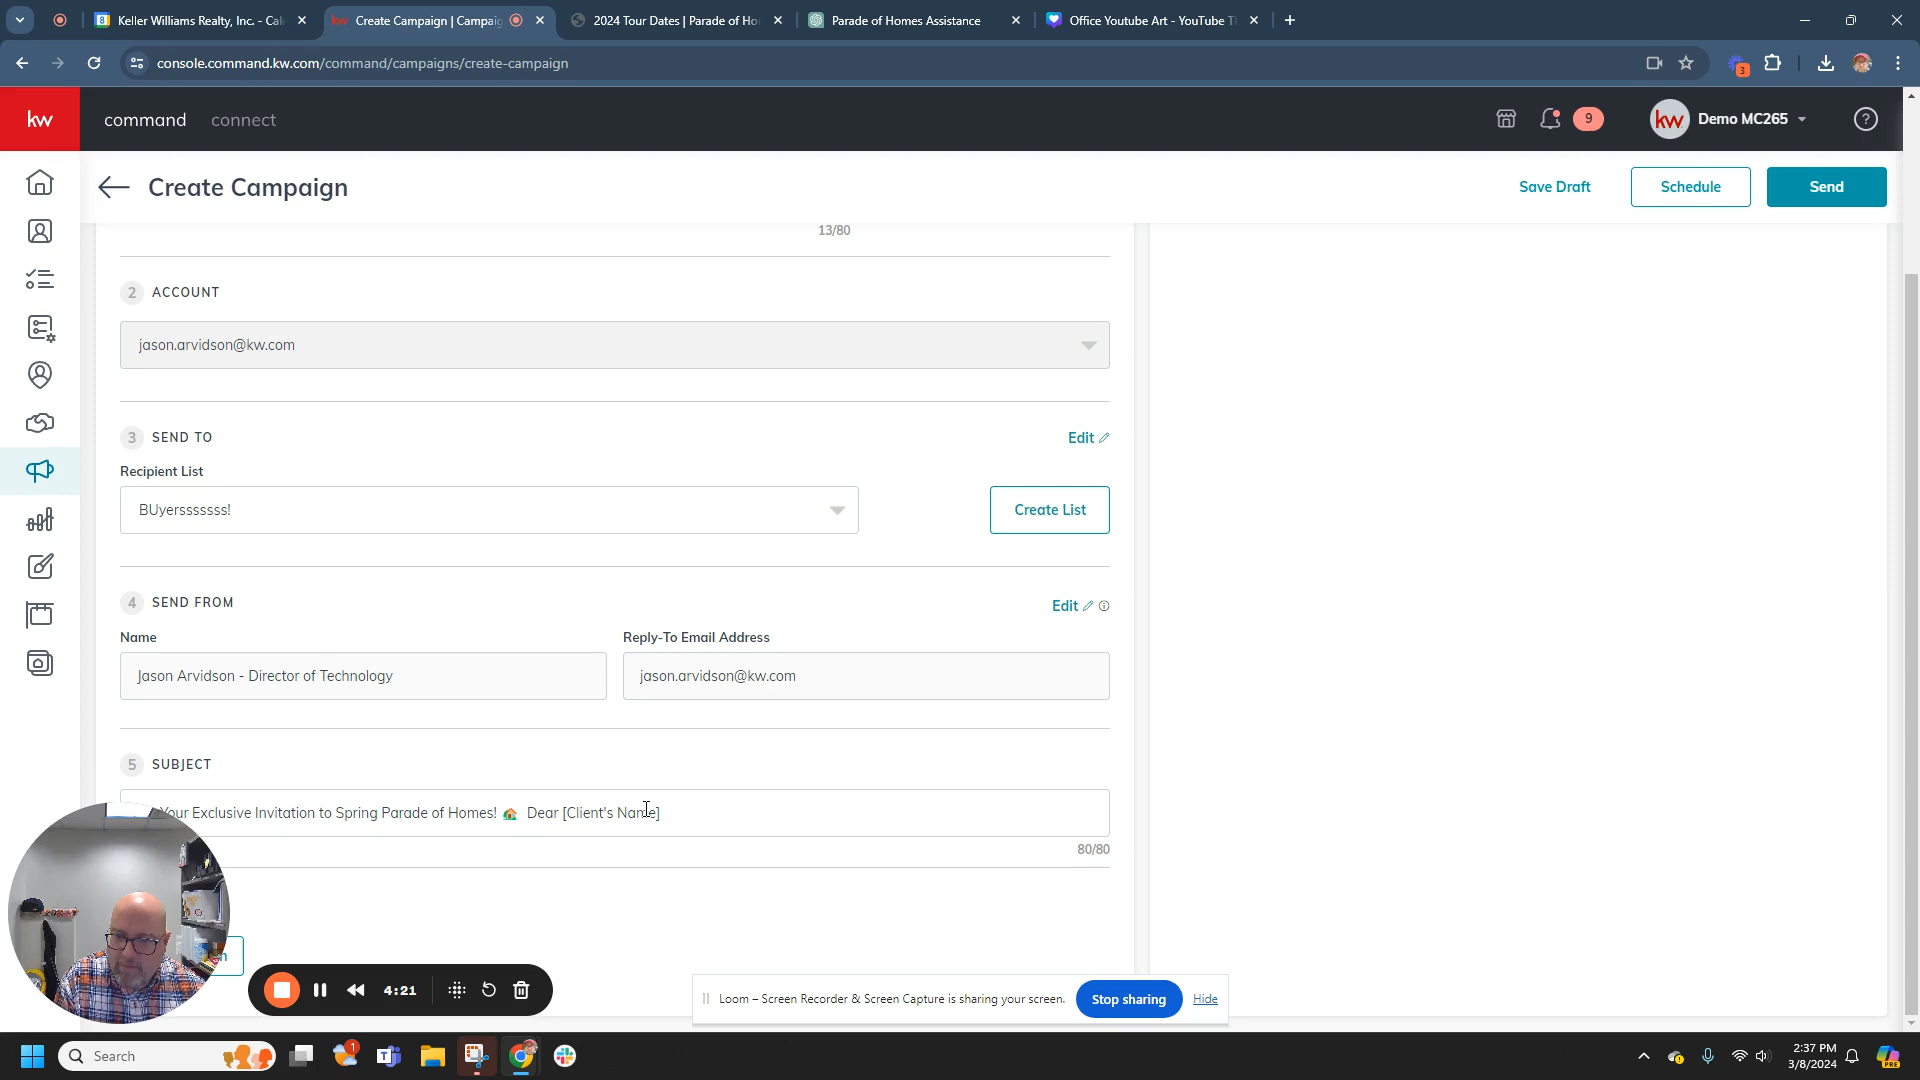 Keller Williams Realty, Inc. - Cal
Create Campaign | Campaig
2024 Tour Dates | Parade of Ho
Parade of Homes Assistance
Office Youtube Art - YouTube T
console.command.kw.com/command/campaigns/create-campaign
3
kw
command
connect
9
kw
Demo MC265
?
Create Campaign
Save Draft
Schedule
Send
13/80
2 ACCOUNT
jason.arvidson@kw.com
3 SEND TO
Edit
Recipient List
BUyersssssss!
Create List
4 SEND FROM
Edit
Name
Reply-To Email Address
Jason Arvidson - Director of Technology
jason.arvidson@kw.com
5 SUBJECT
Your Exclusive Invitation to Spring Parade of Homes! 🏡 Dear [Client's Name]
80/80
4:21
Loom – Screen Recorder & Screen Capture is sharing your screen.
Stop sharing
Hide
Search
1
2:37 PM
3/8/2024
PRE